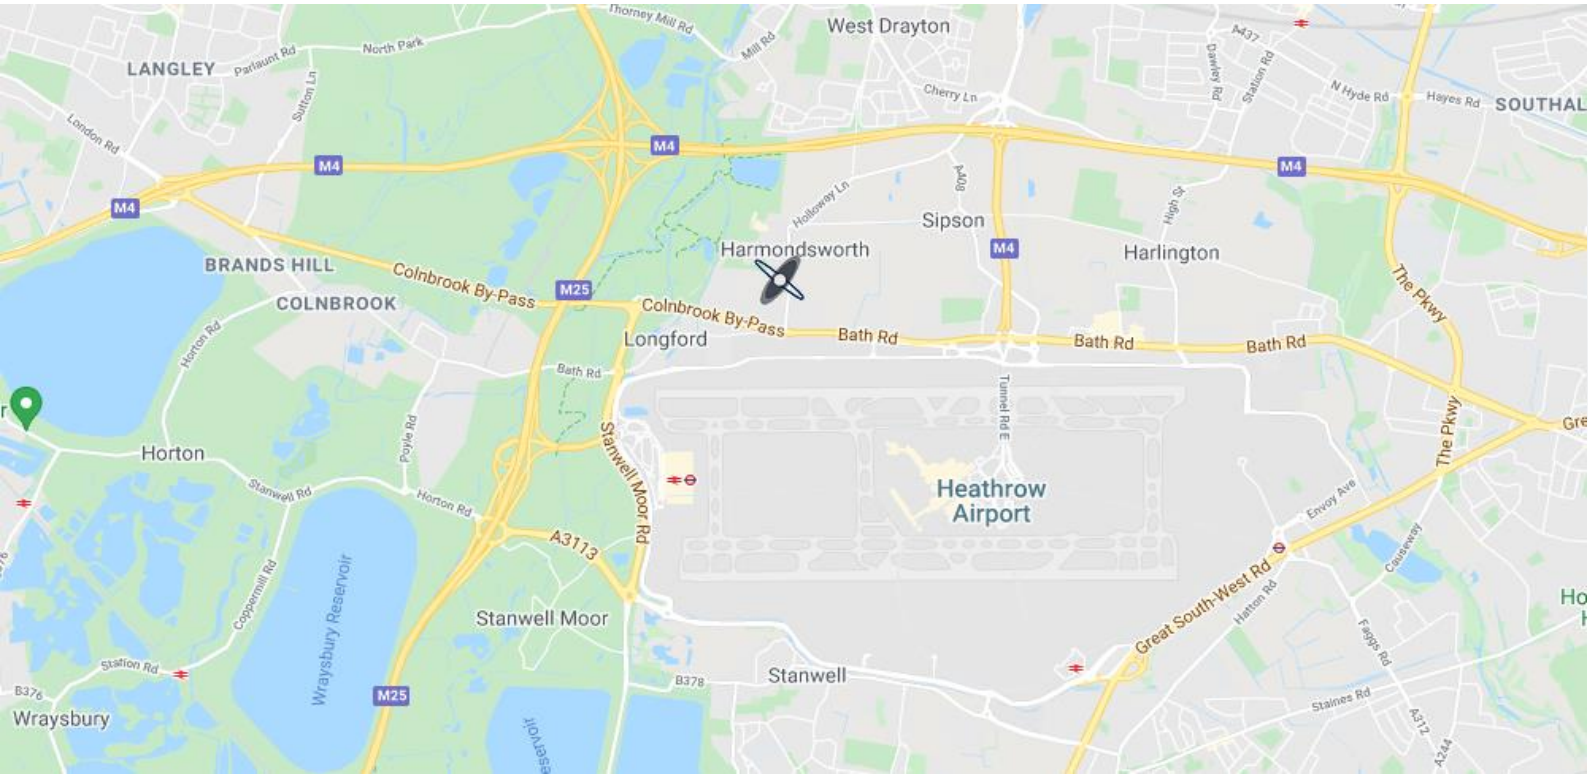 Thorney Mill Rd
West Drayton
A437
North Park
Mill Rd
LANGLEY
Parlaunt Rd
Dawley Rd
Station Rd
Sutton Ln
Cherry Ln
N Hyde Rd
Hayes Rd
SOUTHAL
London Rd
M4
M4
M4
M4
A408
Holloway Ln
High St
Sipson
Harmondsworth
M4
Harlington
BRANDS HILL
Colnbrook By-Pass
M25
COLNBROOK
Colnbrook By-Pass
The Pkwy
Longford
Bath Rd
Bath Rd
Bath Rd
Horton Rd
Bath Rd
Tunnel Rd E
r
Poyle Rd
The Pkwy
Gre
Horton
Stanwell Moor Rd
Stanwell Rd
Horton Rd
Heathrow
Airport
Envoy Ave
A3113
Causeway
Coppermill Rd
Wraysbury Reservoir
Great South-West Rd
Hatton Rd
Ho
H
Stanwell Moor
Faggs Rd
Station Rd
Stanwell
B378
B376
M25
Staines Rd
Wraysbury
eservoir
A312
A244